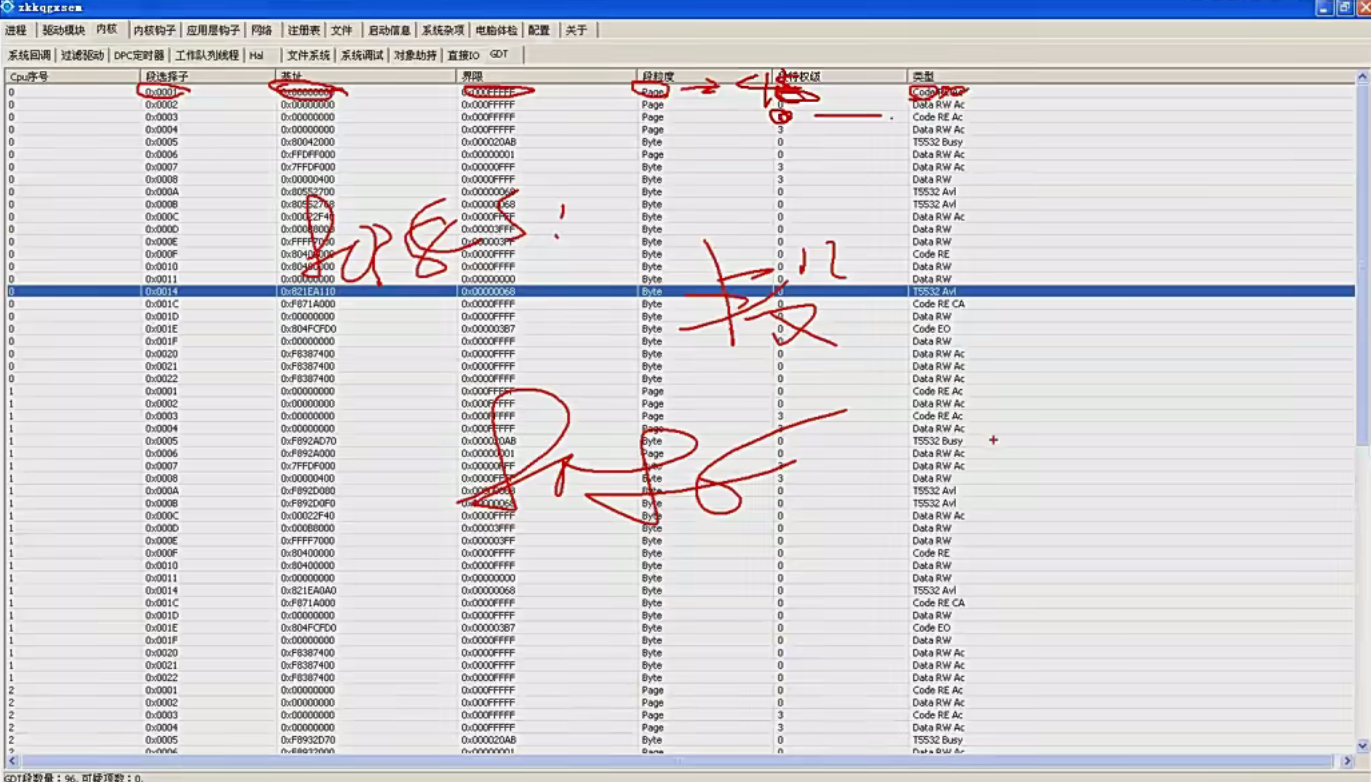 zkkqgxsem
进程 驱动模块 内核 内核钩子 应用层钩子 网络 注册表 文件 启动信息 系统杂项 电脑体检 配置 关于
系统回调 过滤驱动 DPC定时器 工作队列线程 Hal 文件系统 系统调试 对象劫持 直接IO GDT
Cpu序号 段选择子 基址 界限 段粒度 特权级 类型
0 0x0001 0x00000000 0x000FFFFF Page Code RE Ac
0 0x0002 0x00000000 0x000FFFFF Page 0 Data RW Ac
0 0x0003 0x00000000 0x000FFFFF Page Code RE Ac
0 0x0004 0x00000000 0x000FFFFF Page 3 Data RW Ac
0 0x0005 0x80042000 0x000020AB Byte 0 TSS32 Busy
0 0x0006 0xFFDFF000 0x00000001 Page 0 Data RW Ac
0 0x0007 0x7FFDF000 0x00000FFF Byte 3 Data RW Ac
0 0x0008 0x00000400 0x0000FFFF Byte 3 Data RW
0 0x000A 0x80552700 0x00000068 Byte 0 TSS32 Avl
0 0x000B 0x80552768 0x00000068 Byte 0 TSS32 Avl
0 0x000C 0x00022F40 0x0000FFFF Byte 0 Data RW Ac
0 0x000D 0x000B8000 0x00003FFF Byte 0 Data RW
0 0x000E 0xFFFF7000 0x000003FF Byte 0 Data RW
0 0x000F 0x80400000 0x0000FFFF Byte 0 Code RE
0 0x0010 0x80400000 0x0000FFFF Byte 0 Data RW
0 0x0011 0x00000000 0x00000000 Byte 0 Data RW
0 0x0014 0x821EA110 0x00000068 Byte 0 TSS32 Avl
0 0x001C 0xF871A000 0x0000FFFF Byte 0 Code RE CA
0 0x001D 0x00000000 0x0000FFFF Byte 0 Data RW
0 0x001E 0x804FCFD0 0x000003B7 Byte 0 Code EO
0 0x001F 0x00000000 0x0000FFFF Byte 0 Data RW
0 0x0020 0xF8387400 0x0000FFFF Byte 0 Data RW Ac
0 0x0021 0xF8387400 0x0000FFFF Byte 0 Data RW Ac
0 0x0022 0xF8387400 0x0000FFFF Byte 0 Data RW Ac
1 0x0001 0x00000000 0x000FFFFF Page 0 Code RE Ac
1 0x0002 0x00000000 0x000FFFFF Page 0 Data RW Ac
1 0x0003 0x00000000 0x000FFFFF Page 3 Code RE Ac
1 0x0004 0x00000000 0x000FFFFF Page 3 Data RW Ac
1 0x0005 0xF892AD70 0x000020AB Byte 0 TSS32 Busy
1 0x0006 0xF892A000 0x00000001 Page 0 Data RW Ac
1 0x0007 0x7FFDF000 0x00000FFF Byte 3 Data RW Ac
1 0x0008 0x00000400 0x0000FFFF Byte 3 Data RW
1 0x000A 0xF892D080 0x00000068 Byte 0 TSS32 Avl
1 0x000B 0xF892D0F0 0x00000068 Byte 0 TSS32 Avl
1 0x000C 0x00022F40 0x0000FFFF Byte 0 Data RW Ac
1 0x000D 0x000B8000 0x00003FFF Byte 0 Data RW
1 0x000E 0xFFFF7000 0x000003FF Byte 0 Data RW
1 0x000F 0x80400000 0x0000FFFF Byte 0 Code RE
1 0x0010 0x80400000 0x0000FFFF Byte 0 Data RW
1 0x0011 0x00000000 0x00000000 Byte 0 Data RW
1 0x0014 0x821EA0A0 0x00000068 Byte 0 TSS32 Avl
1 0x001C 0xF871A000 0x0000FFFF Byte 0 Code RE CA
1 0x001D 0x00000000 0x0000FFFF Byte 0 Data RW
1 0x001E 0x804FCFD0 0x000003B7 Byte 0 Code EO
1 0x001F 0x00000000 0x0000FFFF Byte 0 Data RW
1 0x0020 0xF8387400 0x0000FFFF Byte 0 Data RW Ac
1 0x0021 0xF8387400 0x0000FFFF Byte 0 Data RW Ac
1 0x0022 0xF8387400 0x0000FFFF Byte 0 Data RW Ac
2 0x0001 0x00000000 0x000FFFFF Page 0 Code RE Ac
2 0x0002 0x00000000 0x000FFFFF Page 0 Data RW Ac
2 0x0003 0x00000000 0x000FFFFF Page 3 Code RE Ac
2 0x0004 0x00000000 0x000FFFFF Page 3 Data RW Ac
2 0x0005 0xF8932D70 0x000020AB Byte 0 TSS32 Busy
2 0x0006 0xF8932000 0x00000001 Page 0 Data RW Ac
GDT段数量：96, 可疑项数：0.